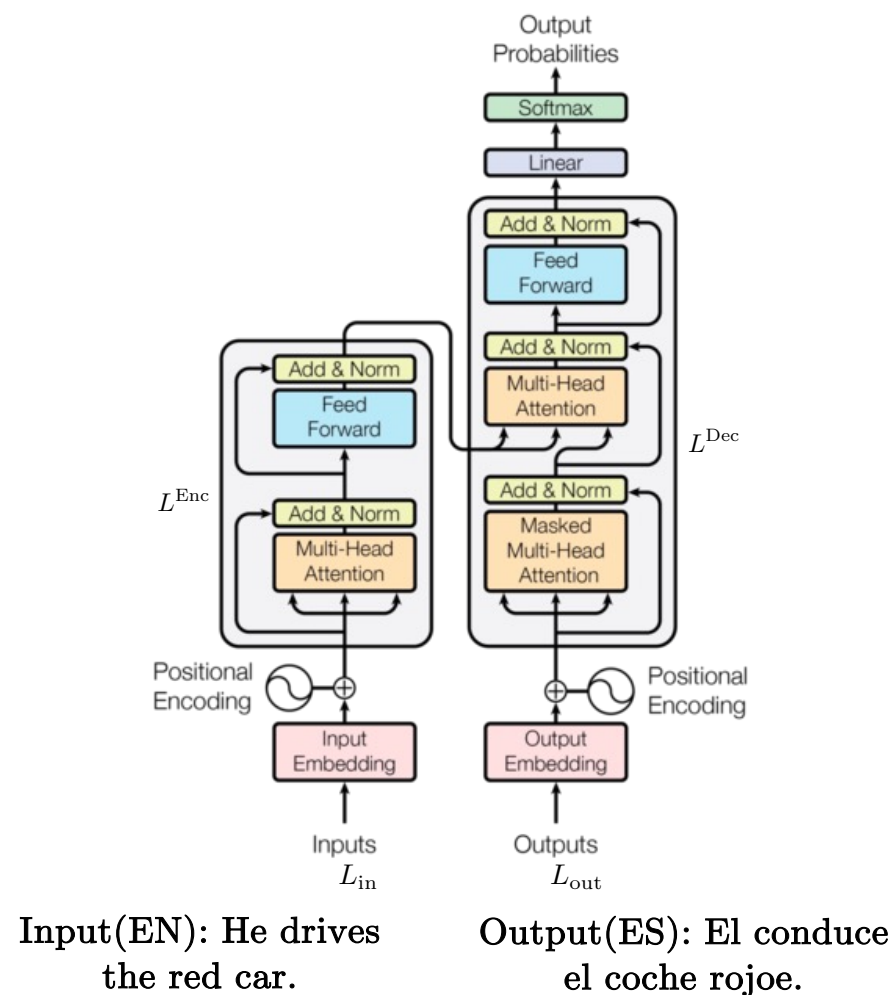 Output
Probabilities
Softmax
Linear
Add & Norm
Feed
Forward
Add & Norm
Multi-Head
Attention
Add & Norm
Masked
Multi-Head
Attention
L^Dec
Add & Norm
Feed
Forward
Add & Norm
Multi-Head
Attention
L^Enc
Positional
Encoding
Positional
Encoding
Input
Embedding
Output
Embedding
Inputs
L_in
Outputs
L_out
Input(EN): He drives
the red car.
Output(ES): El conduce
el coche rojoe.